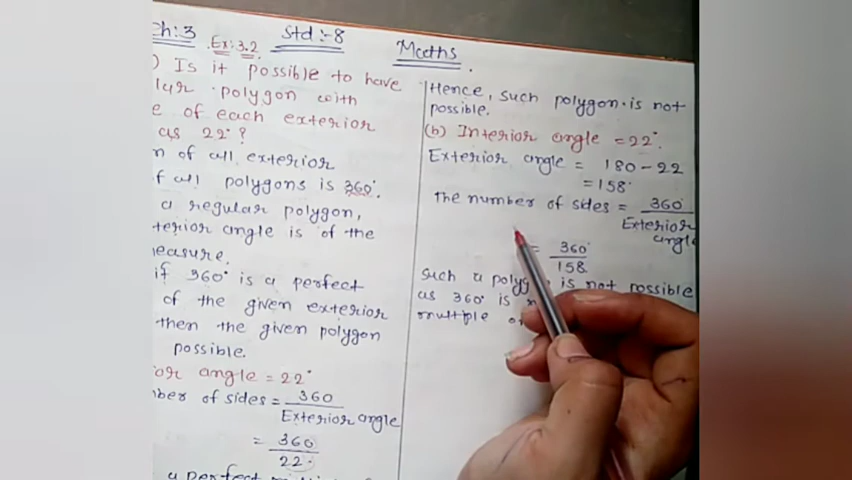 Ch:3
Std:-8
Maths
Ex:3.2
) Is it possible to have
lar polygon with
e of each exterior
as 22°?
n of all exterior
f all polygons is 360°.
a regular polygon,
terior angle is of the
measure.
if 360° is a perfect
of the given exterior
then the given polygon
possible.
ior angle = 22°
ber of sides = 360 / Exterior angle
= 360 / 22
a perfect
Hence, such polygon is not
possible.
(b) Interior angle = 22°.
Exterior angle = 180 - 22
= 158°
The number of sides = 360° / Exterior angle
= 360° / 158
Such a polyg is not possible
as 360° is
multiple of